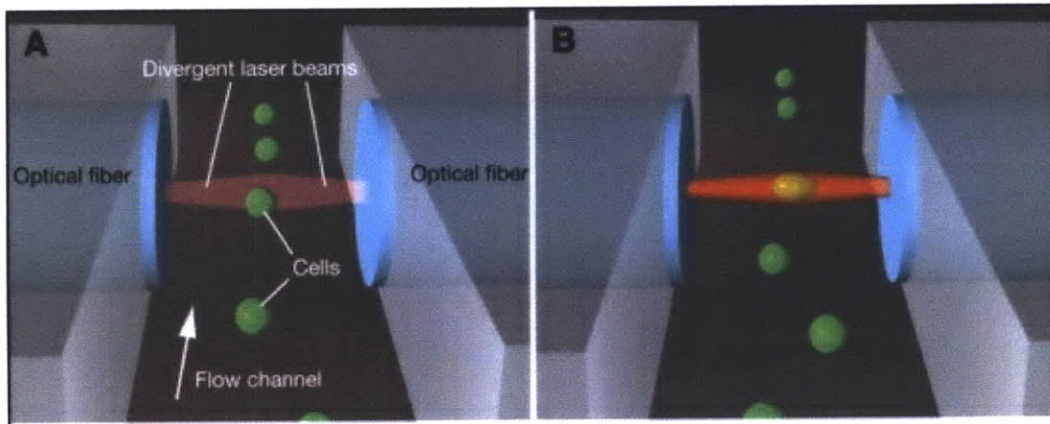 A
Divergent laser beams
Optical fiber
Optical fiber
Cells
Flow channel
B